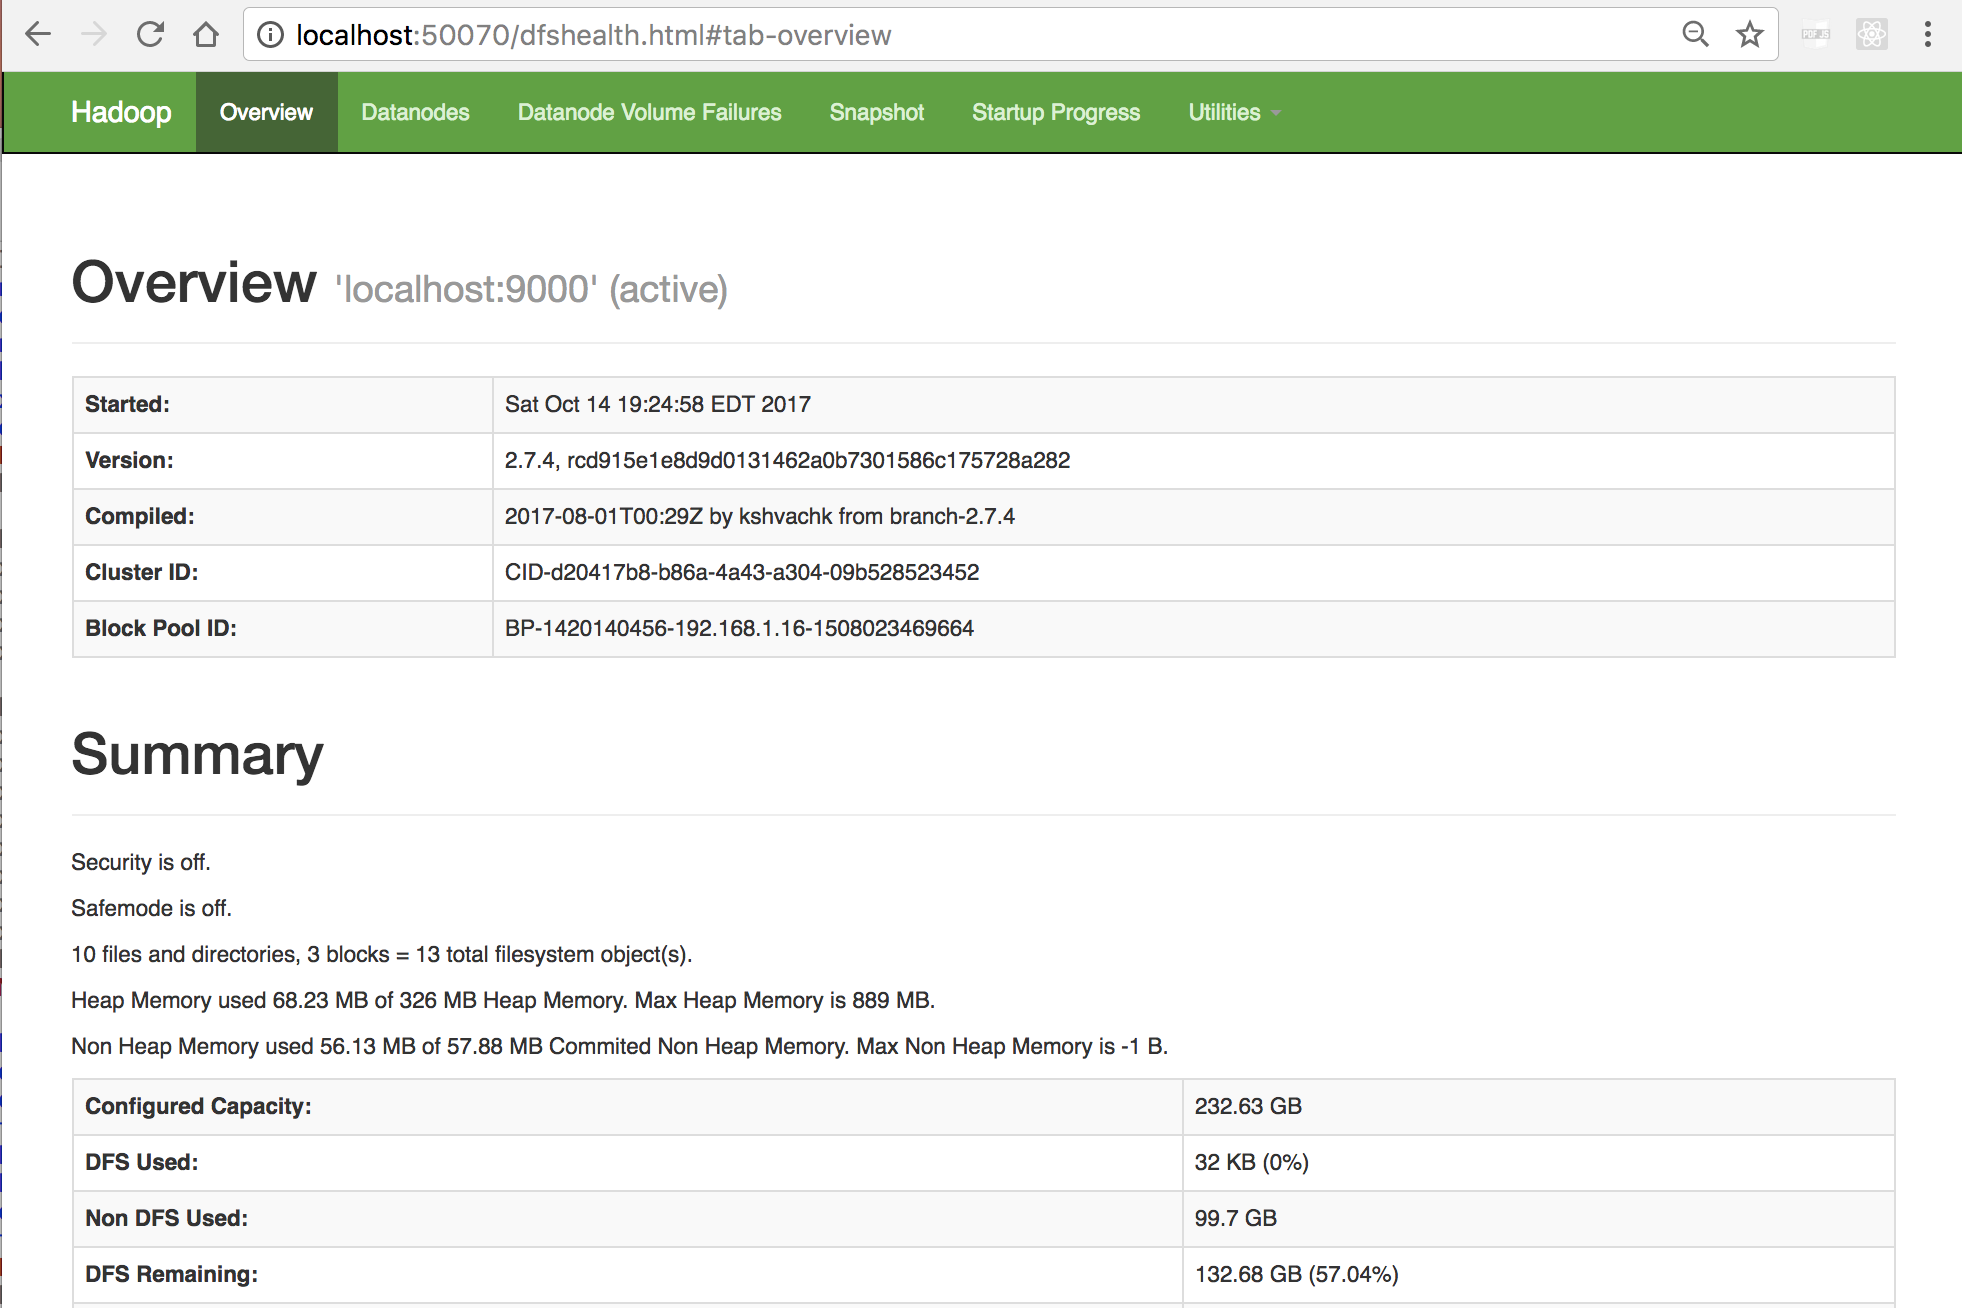 localhost:50070/dfshealth.html#tab-overview
PDF.JS
Hadoop Overview Datanodes Datanode Volume Failures Snapshot Startup Progress Utilities
Overview 'localhost:9000' (active)
Started: Sat Oct 14 19:24:58 EDT 2017
Version: 2.7.4, rcd915e1e8d9d0131462a0b7301586c175728a282
Compiled: 2017-08-01T00:29Z by kshvachk from branch-2.7.4
Cluster ID: CID-d20417b8-b86a-4a43-a304-09b528523452
Block Pool ID: BP-1420140456-192.168.1.16-1508023469664
Summary
Security is off.
Safemode is off.
10 files and directories, 3 blocks = 13 total filesystem object(s).
Heap Memory used 68.23 MB of 326 MB Heap Memory. Max Heap Memory is 889 MB.
Non Heap Memory used 56.13 MB of 57.88 MB Commited Non Heap Memory. Max Non Heap Memory is -1 B.
Configured Capacity: 232.63 GB
DFS Used: 32 KB (0%)
Non DFS Used: 99.7 GB
DFS Remaining: 132.68 GB (57.04%)